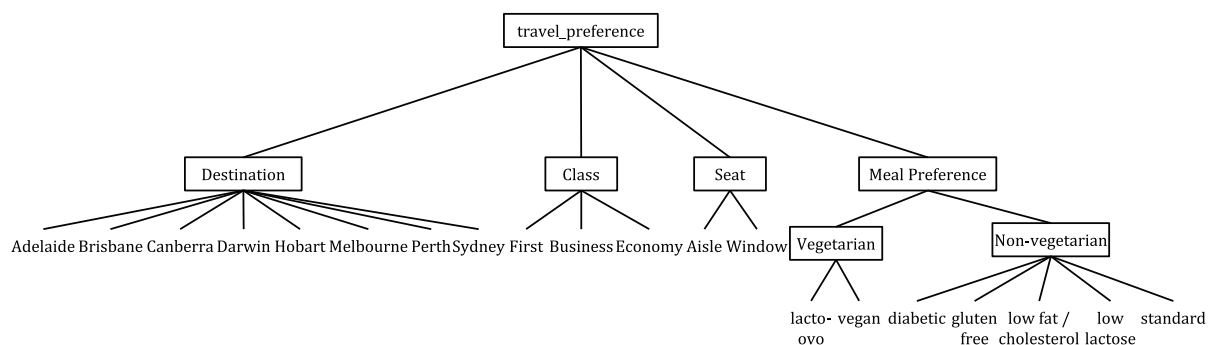 travel_preference
Destination Class Seat Meal Preference
Adelaide Brisbane Canberra Darwin Hobart Melbourne Perth Sydney First Business Economy Aisle Window
Vegetarian Non-vegetarian
lacto- vegan diabetic gluten low fat / low standard
ovo free cholesterol lactose